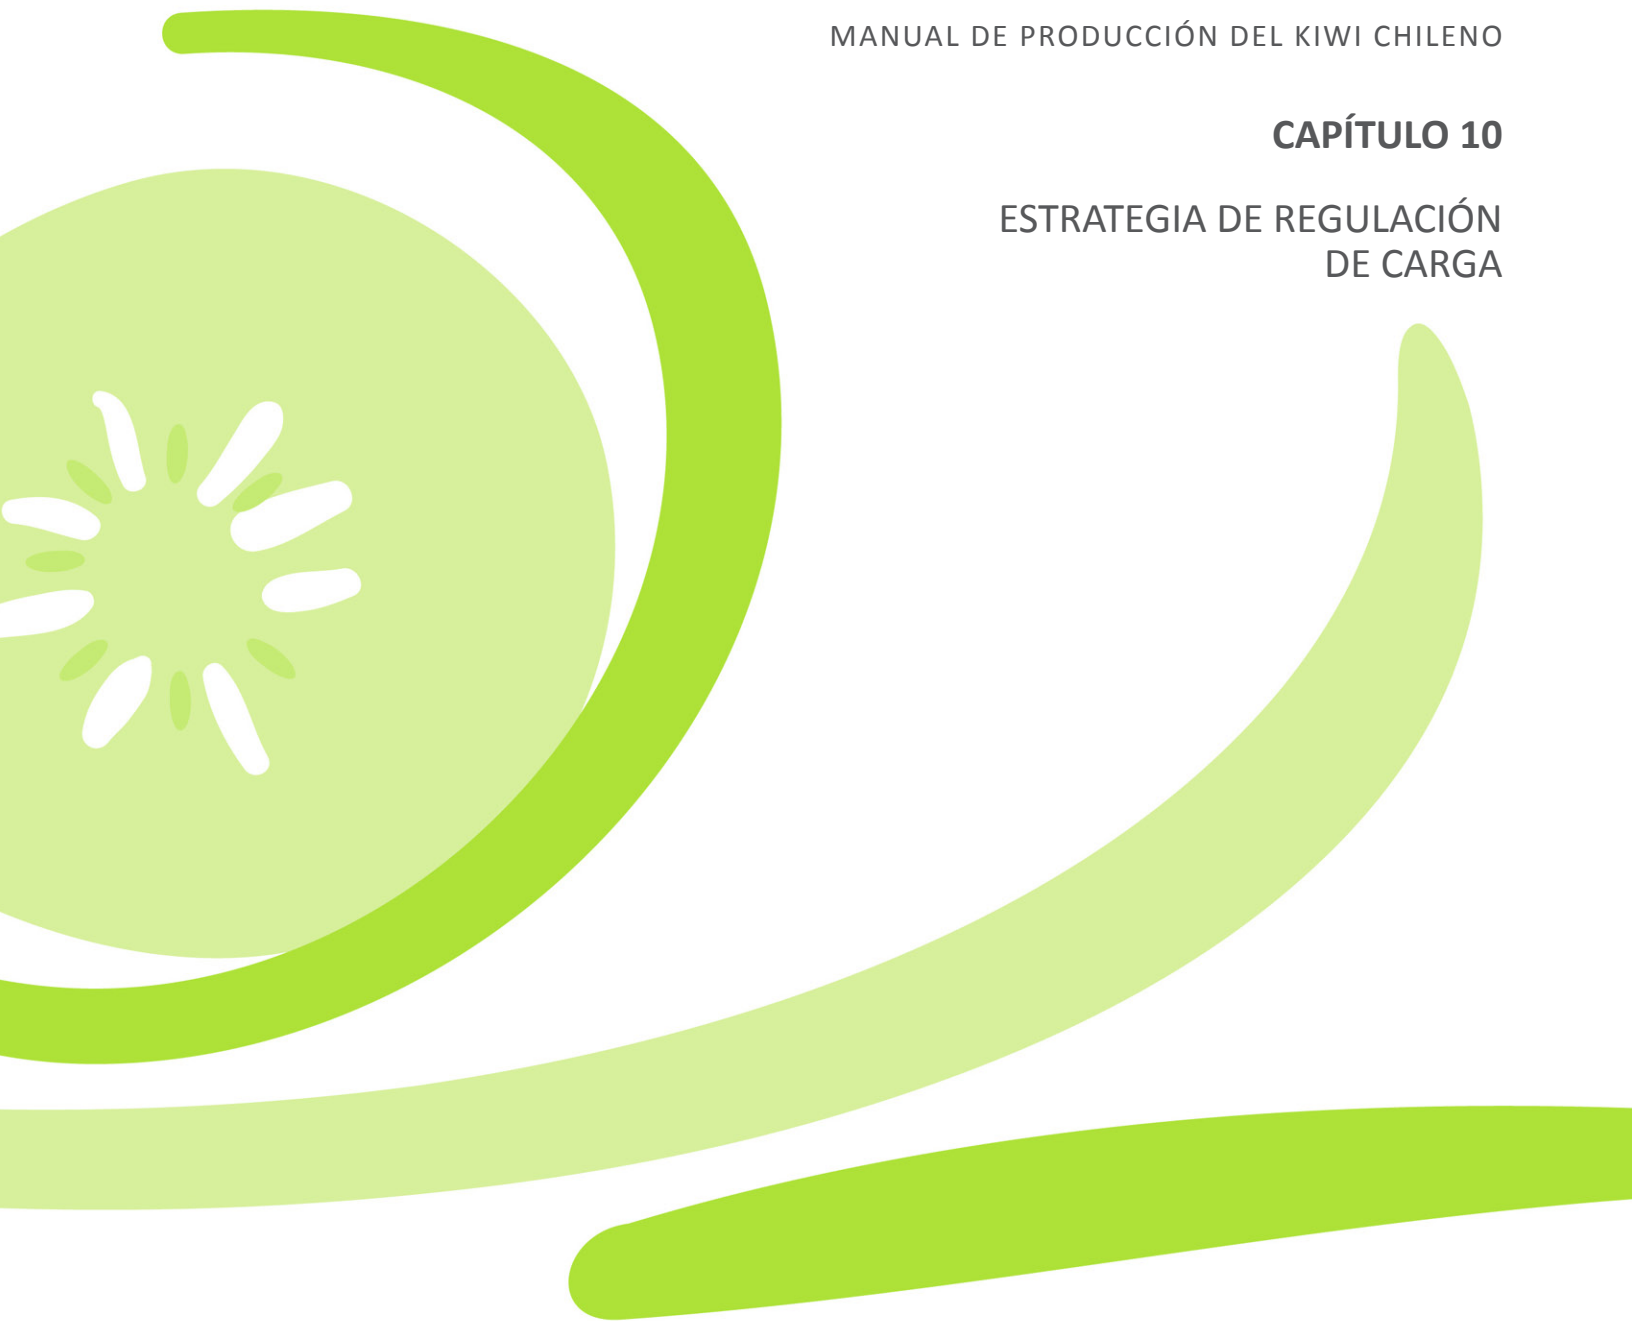 MANUAL DE PRODUCCIÓN DEL KIWI CHILENO
CAPÍTULO 10
ESTRATEGIA DE REGULACIÓN
DE CARGA